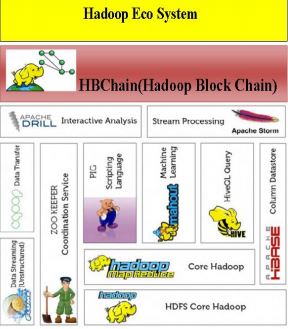 Hadoop Eco System
HBChain(Hadoop Block Chain)
APACHE
DRILL
Interactive Analysis
Stream Processing
Apache Storm
Data Transfer
sqoop
Data Streaming
(Unstructured)
ZOO KEEPER
Coordination Service
PIG
Scripting
Language
Machine
Learning
mahout
HiveQL Query
HIVE
Column Datastore
APACHE
HBASE
hadoop
Map Reduce
Core Hadoop
hadoop
HDFS Core Hadoop